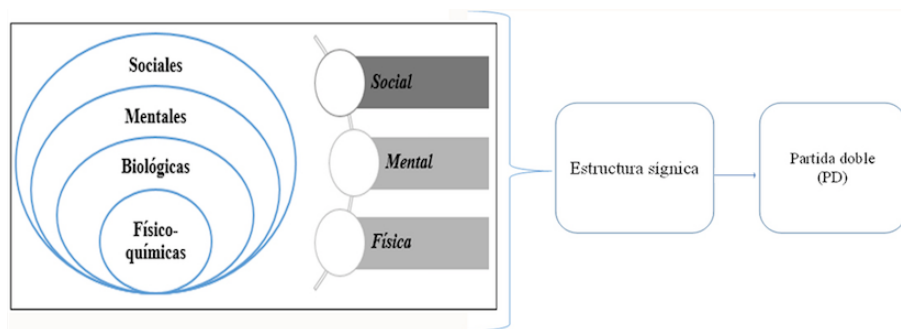 Sociales
Mentales
Biológicas
Físico-
químicas
Social
Mental
Física
Estructura sígnica
Partida doble
(PD)